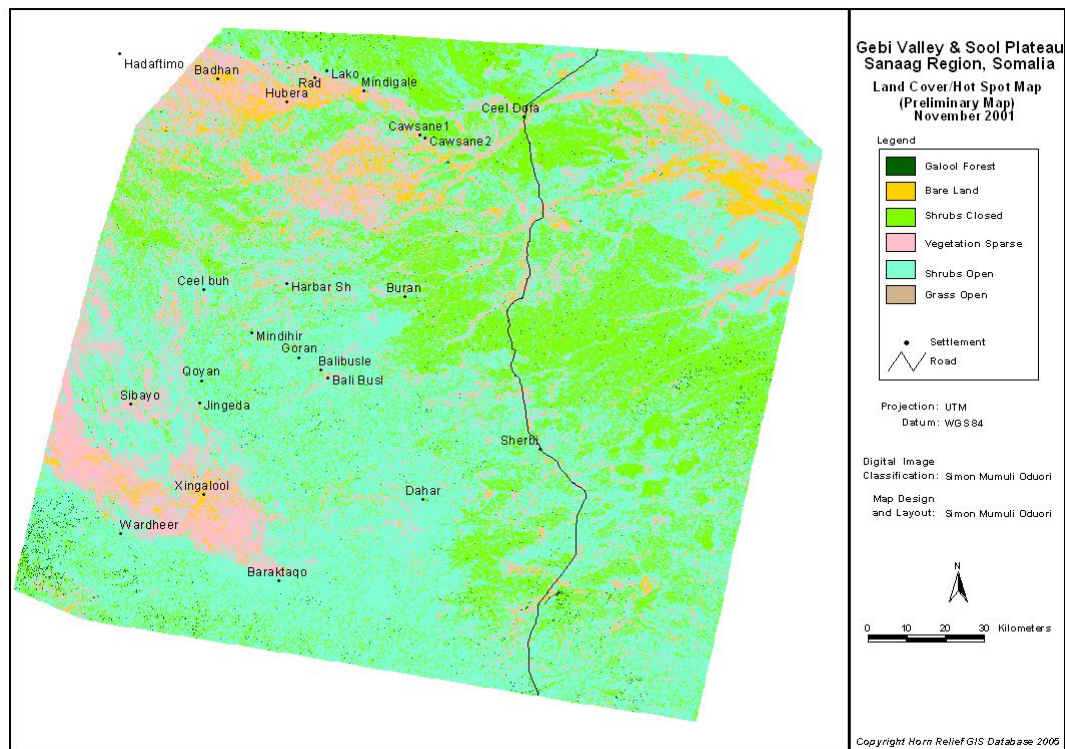 Hadaftimo
Badhan
Rad
Lako
Mindigale
Hubera
Ceel Dofa
Cawsane1
Cawsane2
Ceel buh
Harbar Sh
Buran
Mindihir
Goran
Balibusle
Bali Busl
Qoyan
Sibayo
Jingeda
Sherbi
Xingalool
Dahar
Wardheer
Baraktaqo
Gebi Valley & Sool Plateau
Sanaag Region, Somalia
Land Cover/Hot Spot Map
(Preliminary Map)
November 2001
Legend
Galool Forest
Bare Land
Shrubs Closed
Vegetation Sparse
Shrubs Open
Grass Open
Settlement
Road
Projection: UTM
Datum: WGS84
Digital Image
Classification: Simon Mumuli Oduori
Map Design
and Layout: Simon Mumuli Oduori
N
0 10 20 30 Kilometers
Copyright Horn Relief GIS Database 2005